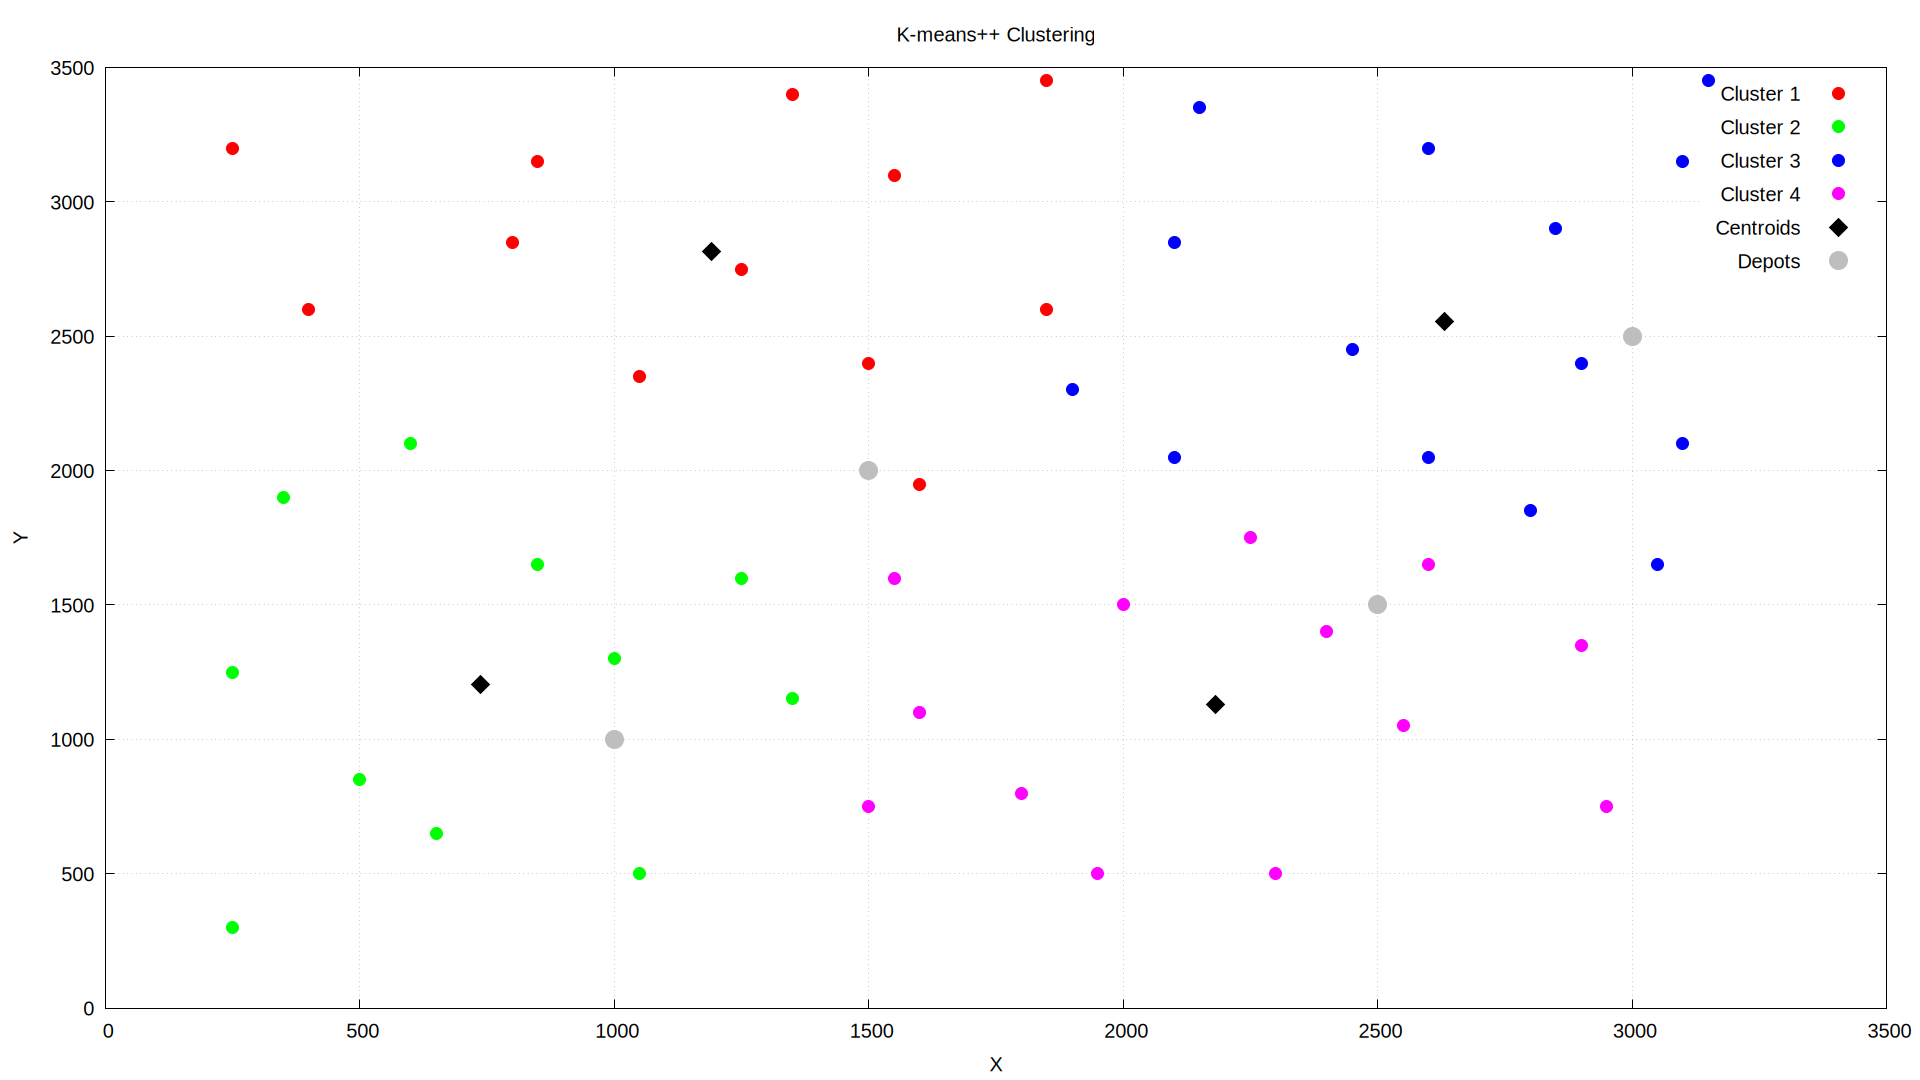 K-means++ Clustering
3500
3000
2500
2000
1500
1000
500
0
Y
Cluster 1
Cluster 2
Cluster 3
Cluster 4
Centroids
Depots
0 500 1000 1500 2000 2500 3000 3500
X